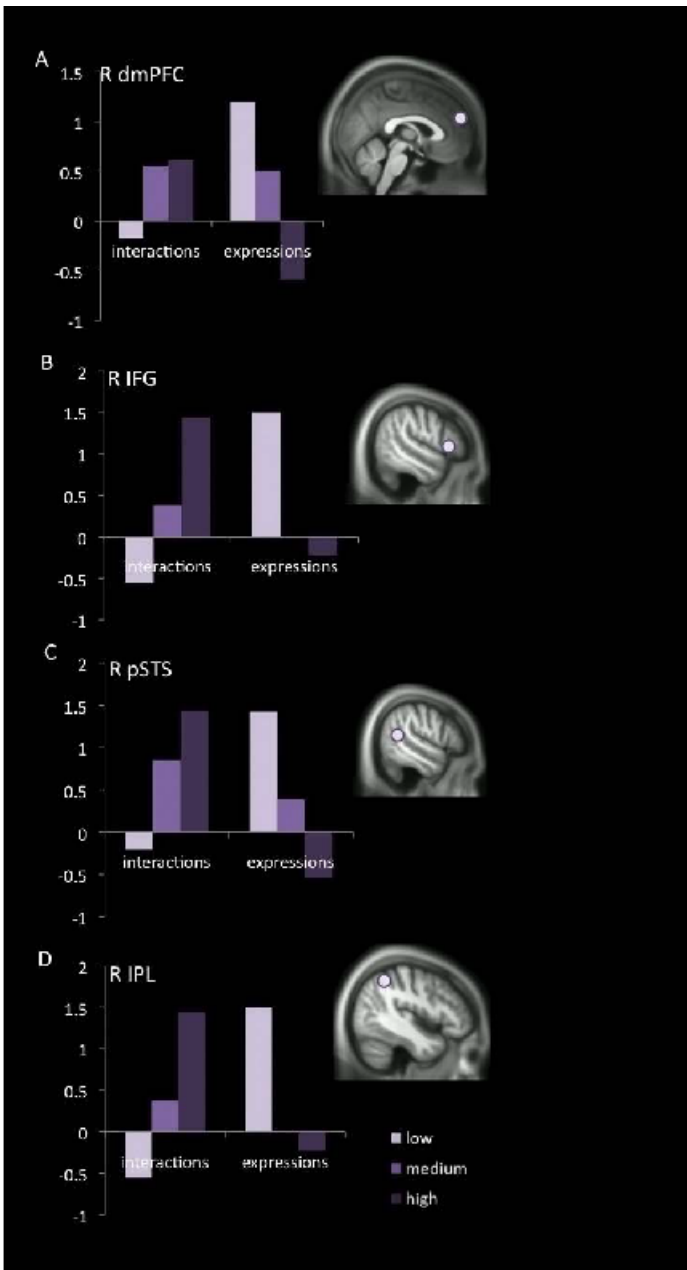 A
R dmPFC
1.5
1
0.5
0
-0.5
-1
interactions expressions
B
R IFG
2
1.5
1
0.5
0
-0.5
-1
interactions expressions
C
R pSTS
2
1.5
1
0.5
0
-0.5
-1
interactions expressions
D
R IPL
2
1.5
1
0.5
0
-0.5
-1
interactions expressions
low
medium
high